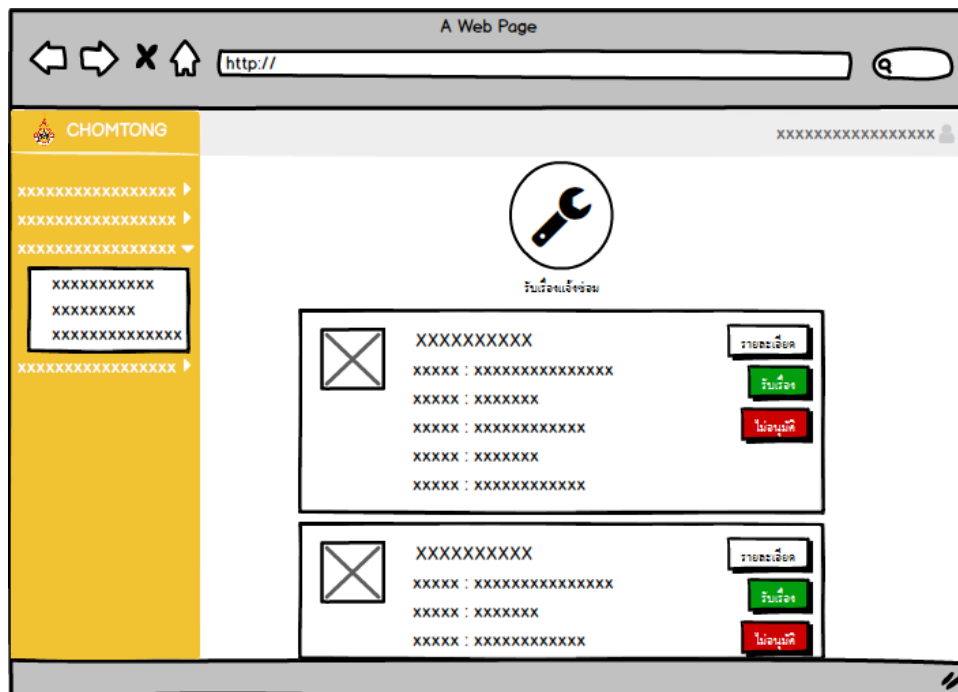 A Web Page
http://
CHOMTONG
xxxxxxxxxxxxxxxxx
xxxxxxxxxxxxxxxxx
xxxxxxxxxxxxxxxxx
xxxxxxxxxxxxxxxxx
xxxxxxxxxxx
xxxxxxxxx
xxxxxxxxxxxxxx
xxxxxxxxxxxxxxxxx
รับเรื่องแจ้งซ่อม
XXXXXXXXXX
xxxxx : xxxxxxxxxxxxxxx
xxxxx : xxxxxxx
xxxxx : xxxxxxxxxxxx
xxxxx : xxxxxxx
xxxxx : xxxxxxxxxxxx
รายละเอียด
รับเรื่อง
ไม่อนุมัติ
XXXXXXXXXX
xxxxx : xxxxxxxxxxxxxxx
xxxxx : xxxxxxx
xxxxx : xxxxxxxxxxxx
รายละเอียด
รับเรื่อง
ไม่อนุมัติ